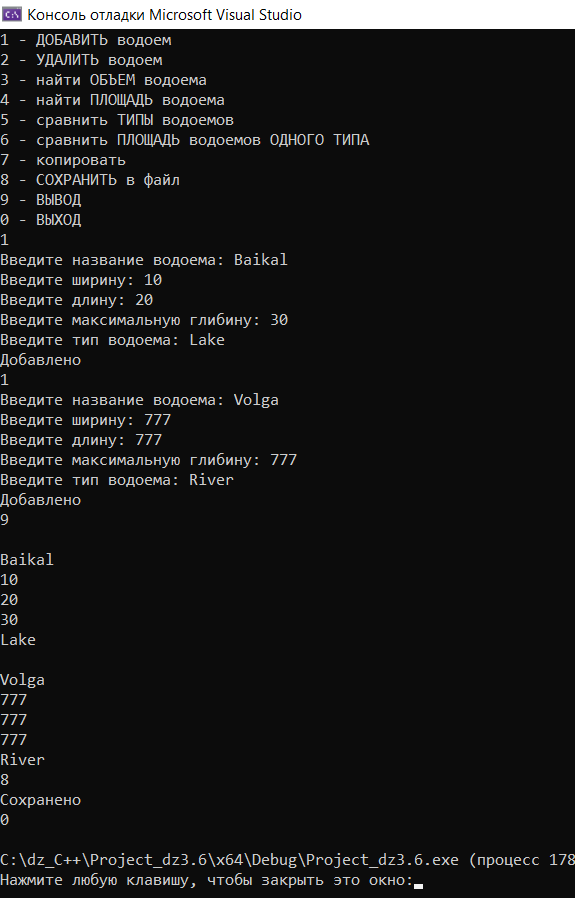 Консоль отладки Microsoft Visual Studio
1 - ДОБАВИТЬ водоем
2 - УДАЛИТЬ водоем
3 - найти ОБЪЕМ водоема
4 - найти ПЛОЩАДЬ водоема
5 - сравнить ТИПЫ водоемов
6 - сравнить ПЛОЩАДЬ водоемов ОДНОГО ТИПА
7 - копировать
8 - СОХРАНИТЬ в файл
9 - ВЫВОД
0 - ВЫХОД
1
Введите название водоема: Baikal
Введите ширину: 10
Введите длину: 20
Введите максимальную глибину: 30
Введите тип водоема: Lake
Добавлено
1
Введите название водоема: Volga
Введите ширину: 777
Введите длину: 777
Введите максимальную глибину: 777
Введите тип водоема: River
Добавлено
9
Baikal
10
20
30
Lake
Volga
777
777
777
River
8
Сохранено
0
C:\dz_C++\Project_dz3.6\x64\Debug\Project_dz3.6.exe (процесс 178
Нажмите любую клавишу, чтобы закрыть это окно: